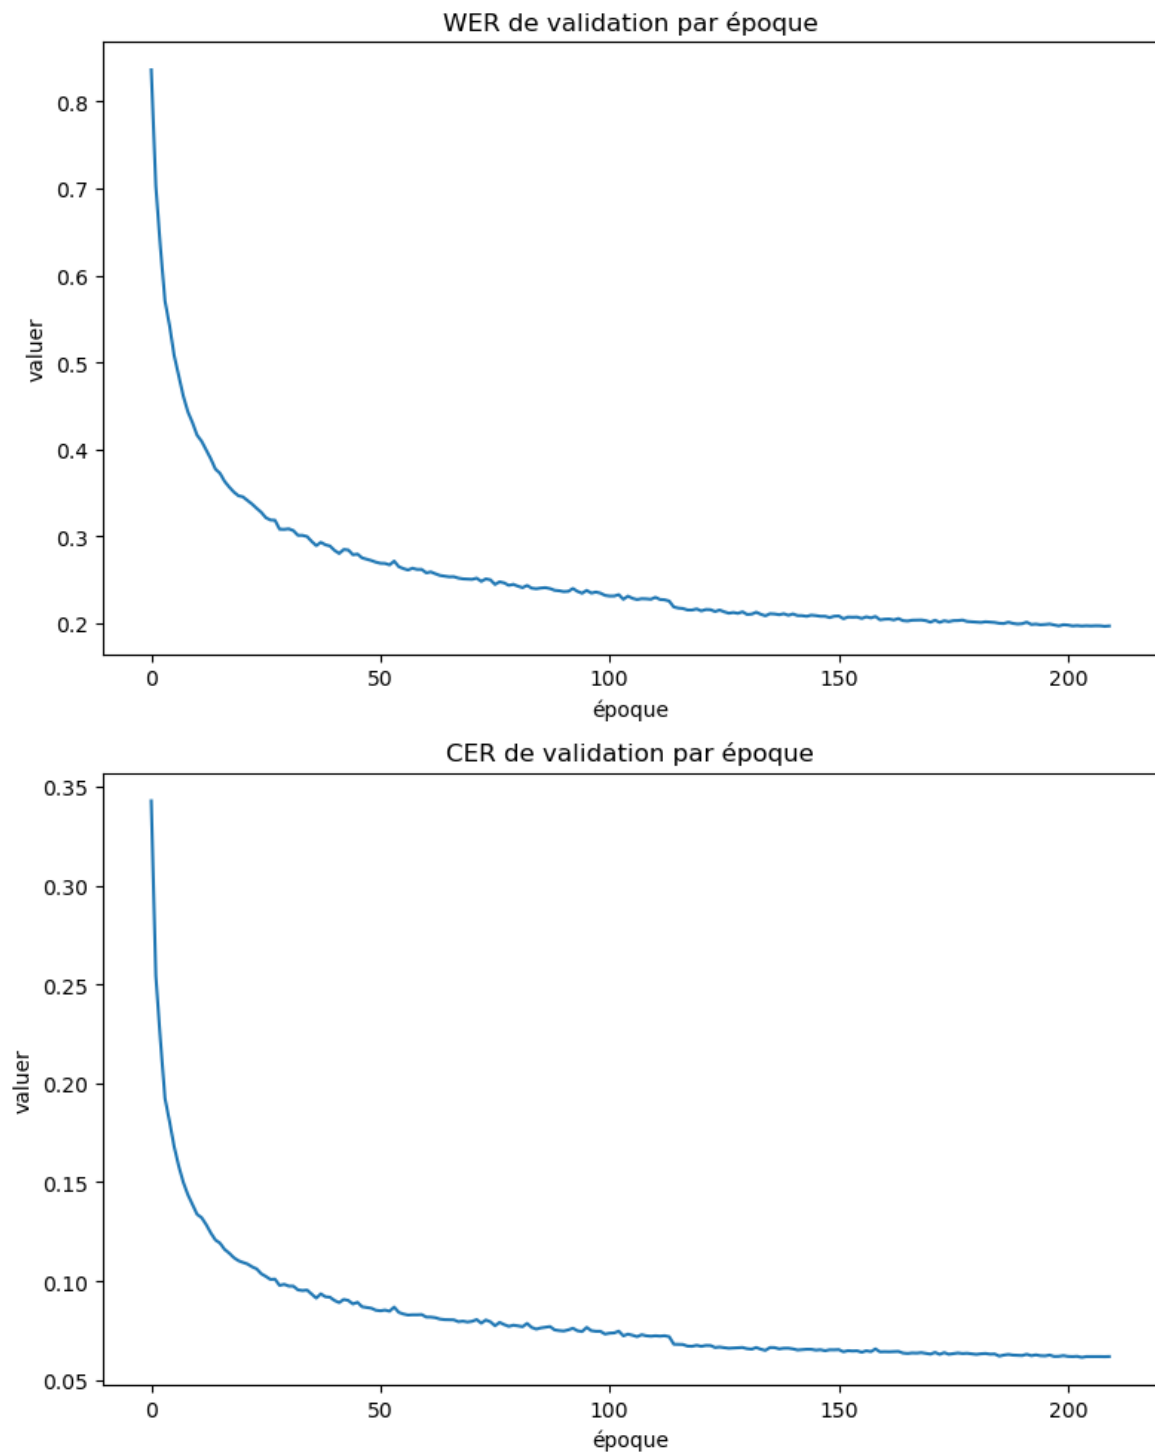 WER de validation par époque
0.8
0.7
0.6
0.5
0.4
0.3
0.2
valuer
0 50 100 150 200
époque
CER de validation par époque
0.35
0.30
0.25
0.20
0.15
0.10
0.05
valuer
0 50 100 150 200
époque